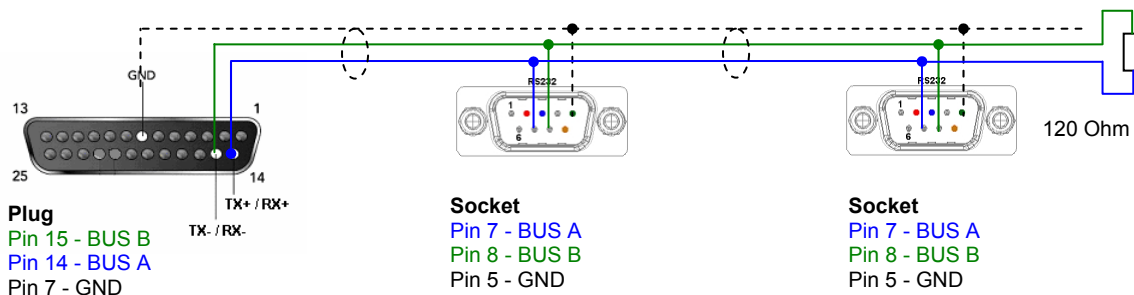 GND
13
1
25
14
TX+ / RX+
TX- / RX-
Plug
Pin 15 - BUS B
Pin 14 - BUS A
Pin 7 - GND
RS232
1
6
Socket
Pin 7 - BUS A
Pin 8 - BUS B
Pin 5 - GND
RS232
1
6
Socket
Pin 7 - BUS A
Pin 8 - BUS B
Pin 5 - GND
120 Ohm